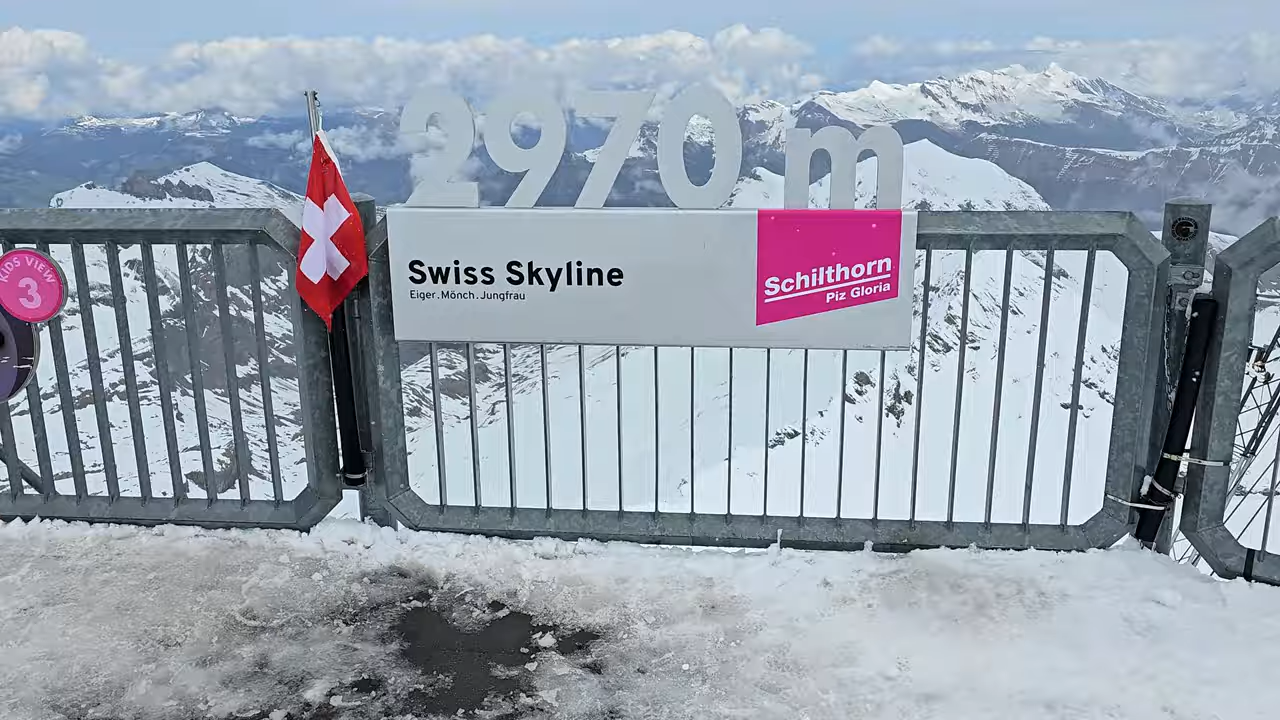 2970 m
KIDS VIEW
3
Swiss Skyline
Eiger.Mönch.Jungfrau
Schilthorn
Piz Gloria